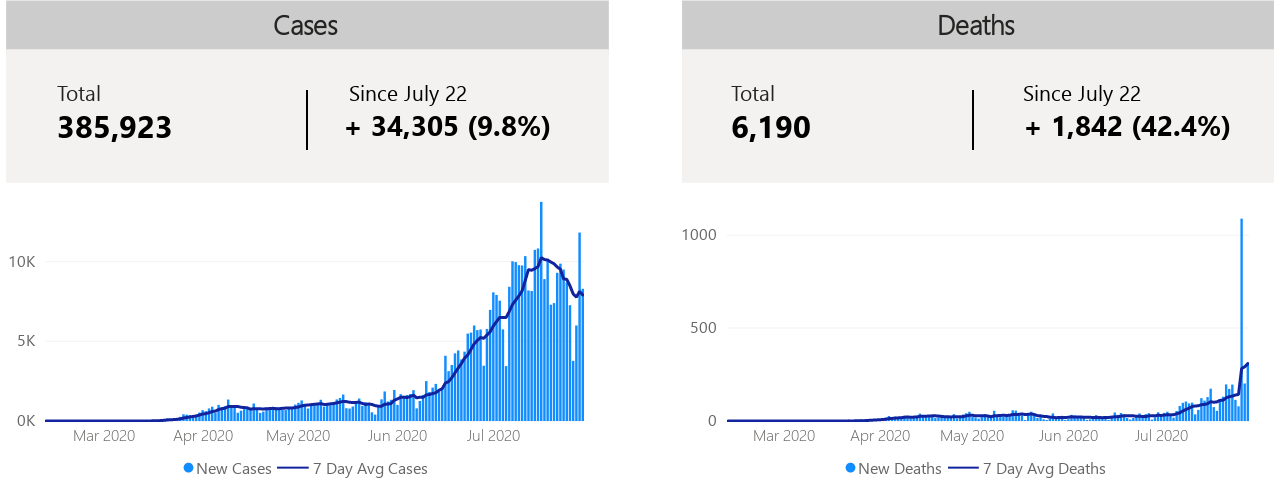 Cases
Total
385,923
Since July 22
+ 34,305 (9.8%)
10K
5K
0K
Mar 2020 Apr 2020 May 2020 Jun 2020 Jul 2020
New Cases 7 Day Avg Cases
Deaths
Total
6,190
Since July 22
+ 1,842 (42.4%)
1000
500
0
Mar 2020 Apr 2020 May 2020 Jun 2020 Jul 2020
New Deaths 7 Day Avg Deaths